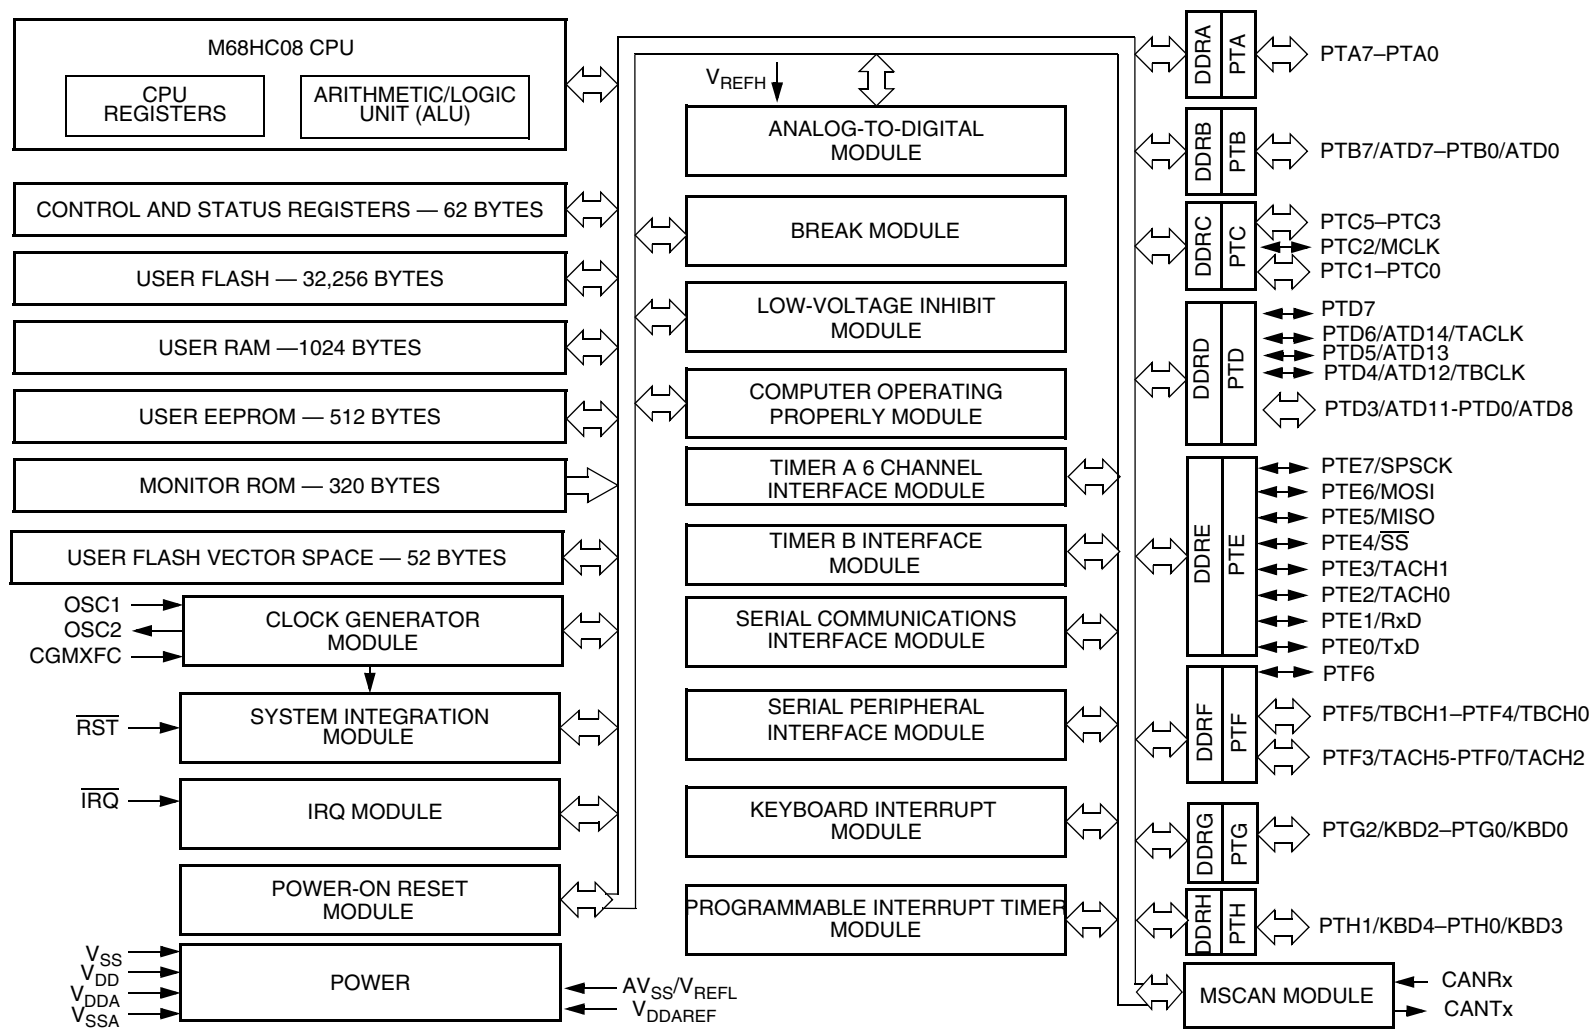 M68HC08 CPU
CPU
REGISTERS
ARITHMETIC/LOGIC
UNIT (ALU)
CONTROL AND STATUS REGISTERS — 62 BYTES
USER FLASH — 32,256 BYTES
USER RAM —1024 BYTES
USER EEPROM — 512 BYTES
MONITOR ROM — 320 BYTES
USER FLASH VECTOR SPACE — 52 BYTES
OSC1
OSC2
CGMXFC
CLOCK GENERATOR
MODULE
RST
SYSTEM INTEGRATION
MODULE
IRQ
IRQ MODULE
POWER-ON RESET
MODULE
VSS
VDD
VDDA
VSSA
POWER
AVSS/VREFL
VDDAREF
VREFH
ANALOG-TO-DIGITAL
MODULE
BREAK MODULE
LOW-VOLTAGE INHIBIT
MODULE
COMPUTER OPERATING
PROPERLY MODULE
TIMER A 6 CHANNEL
INTERFACE MODULE
TIMER B INTERFACE
MODULE
SERIAL COMMUNICATIONS
INTERFACE MODULE
SERIAL PERIPHERAL
INTERFACE MODULE
KEYBOARD INTERRUPT
MODULE
PROGRAMMABLE INTERRUPT TIMER
MODULE
DDRA
PTA
PTA7–PTA0
DDRB
PTB
PTB7/ATD7–PTB0/ATD0
DDRC
PTC
PTC5–PTC3
PTC2/MCLK
PTC1–PTC0
DDRD
PTD
PTD7
PTD6/ATD14/TACLK
PTD5/ATD13
PTD4/ATD12/TBCLK
PTD3/ATD11-PTD0/ATD8
DDRE
PTE
PTE7/SPSCK
PTE6/MOSI
PTE5/MISO
PTE4/SS
PTE3/TACH1
PTE2/TACH0
PTE1/RxD
PTE0/TxD
DDRF
PTF
PTF6
PTF5/TBCH1–PTF4/TBCH0
PTF3/TACH5-PTF0/TACH2
DDRG
PTG
PTG2/KBD2–PTG0/KBD0
DDRH
PTH
PTH1/KBD4–PTH0/KBD3
MSCAN MODULE
CANRx
CANTx